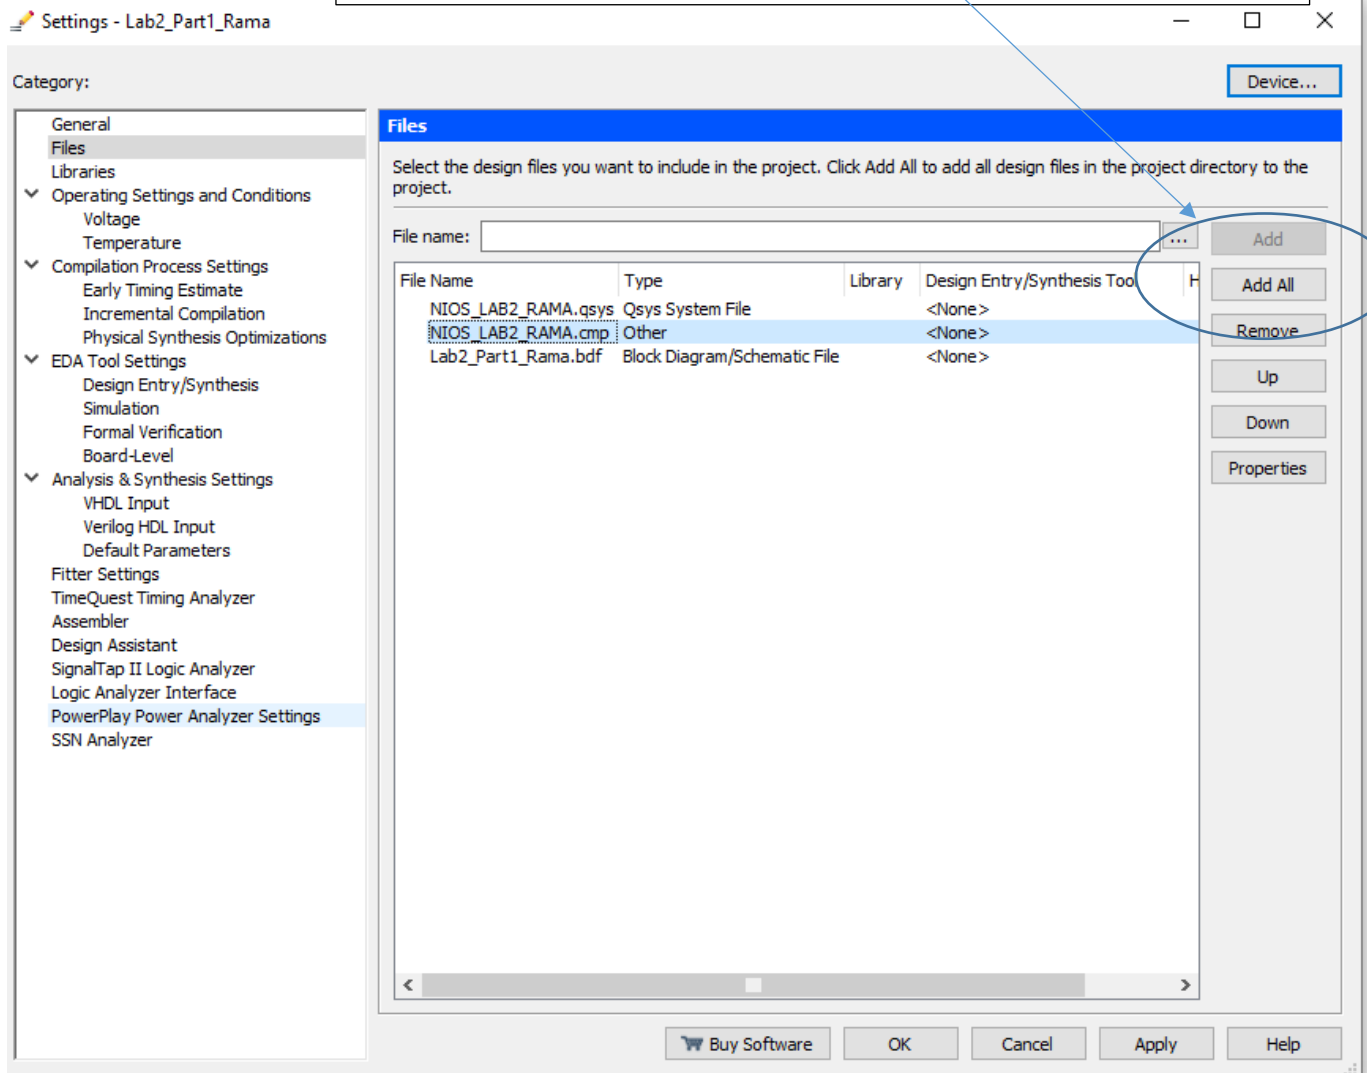 Settings - Lab2_Part1_Rama
Category:
Device...
General
Files
Libraries
Operating Settings and Conditions
Voltage
Temperature
Compilation Process Settings
Early Timing Estimate
Incremental Compilation
Physical Synthesis Optimizations
EDA Tool Settings
Design Entry/Synthesis
Simulation
Formal Verification
Board-Level
Analysis & Synthesis Settings
VHDL Input
Verilog HDL Input
Default Parameters
Fitter Settings
TimeQuest Timing Analyzer
Assembler
Design Assistant
SignalTap II Logic Analyzer
Logic Analyzer Interface
PowerPlay Power Analyzer Settings
SSN Analyzer
Files
Select the design files you want to include in the project. Click Add All to add all design files in the project directory to the
project.
File name:
...
Add
File Name Type Library Design Entry/Synthesis Tool H
Add All
NIOS_LAB2_RAMA.qsys Qsys System File <None>
NIOS_LAB2_RAMA.cmp Other <None>
Remove
Lab2_Part1_Rama.bdf Block Diagram/Schematic File <None>
Up
Down
Properties
Buy Software
OK
Cancel
Apply
Help